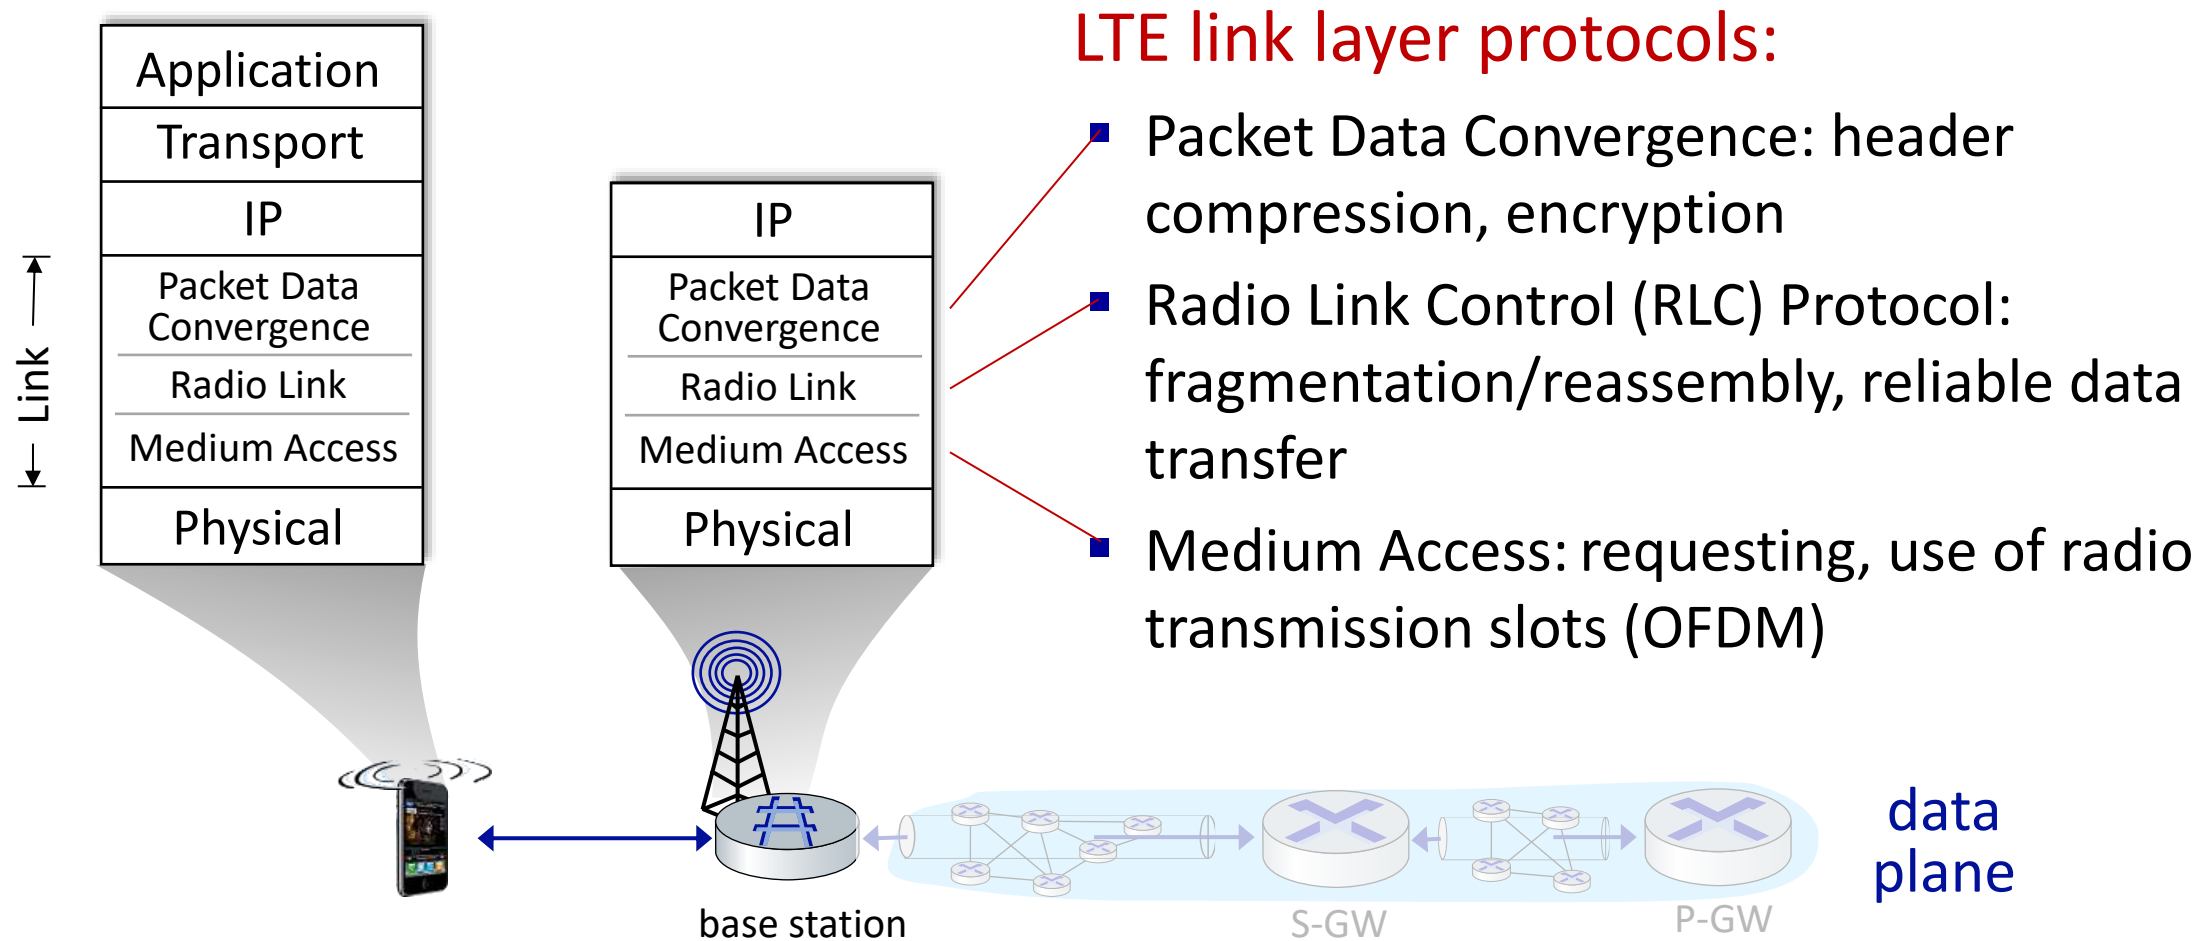 Application
Transport
IP
Packet Data
Convergence
Radio Link
Medium Access
Physical
Link
IP
Packet Data
Convergence
Radio Link
Medium Access
Physical
LTE link layer protocols:
Packet Data Convergence: header
compression, encryption
Radio Link Control (RLC) Protocol:
fragmentation/reassembly, reliable data
transfer
Medium Access: requesting, use of radio
transmission slots (OFDM)
base station
S-GW
P-GW
data
plane